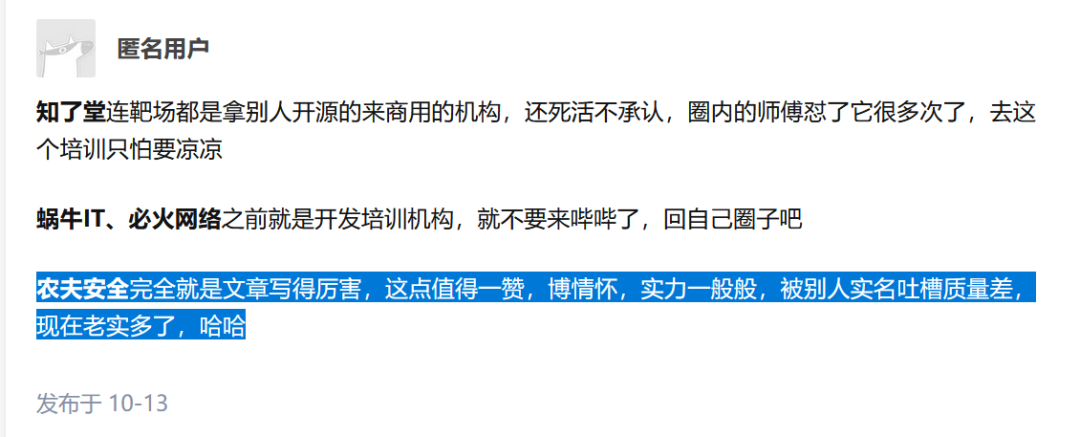 匿名用户
知了堂连靶场都是拿别人开源的来商用的机构，还死活不承认，圈内的师傅怼了它很多次了，去这
个培训只怕要凉凉
蜗牛IT、必火网络之前就是开发培训机构，就不要来哔哔了，回自己圈子吧
农夫安全完全就是文章写得厉害，这点值得一赞，博情怀，实力一般般，被别人实名吐槽质量差，
现在老实多了，哈哈
发布于 10-13